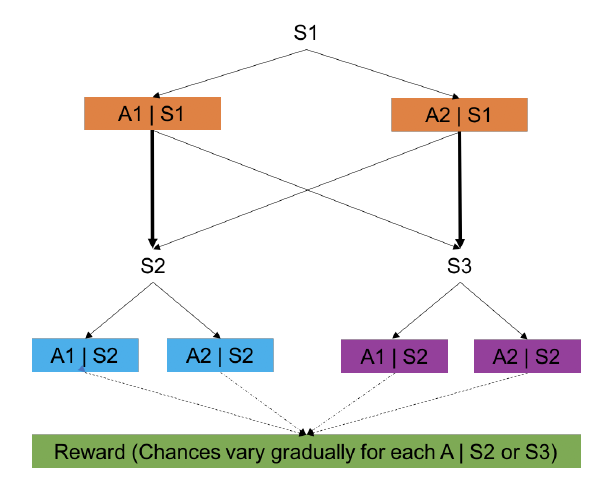 S1
A1 | S1
A2 | S1
S2
S3
A1 | S2
A2 | S2
A1 | S2
A2 | S2
Reward (Chances vary gradually for each A | S2 or S3)